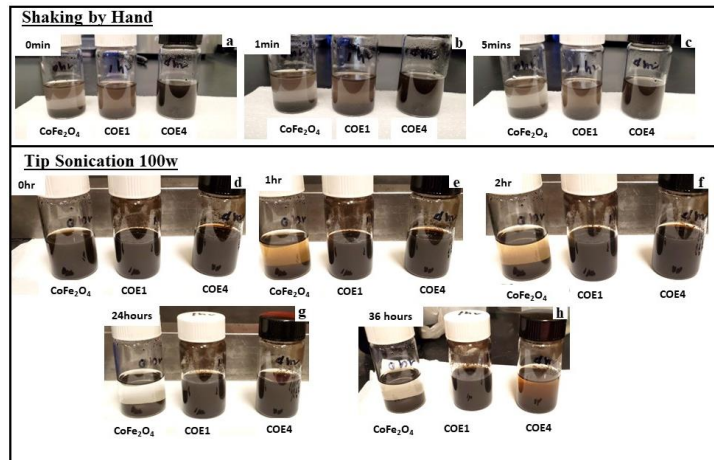 Shaking by Hand
0min a
1min b
5mins c
CoFe₂O₄ COE1 COE4
CoFe₂O₄ COE1 COE4
CoFe₂O₄ COE1 COE4
Tip Sonication 100w
0hr d
1hr e
2hr f
CoFe₂O₄ COE1 COE4
CoFe₂O₄ COE1 COE4
CoFe₂O₄ COE1 COE4
24hours g
36 hours h
CoFe₂O₄ COE1 COE4
CoFe₂O₄ COE1 COE4